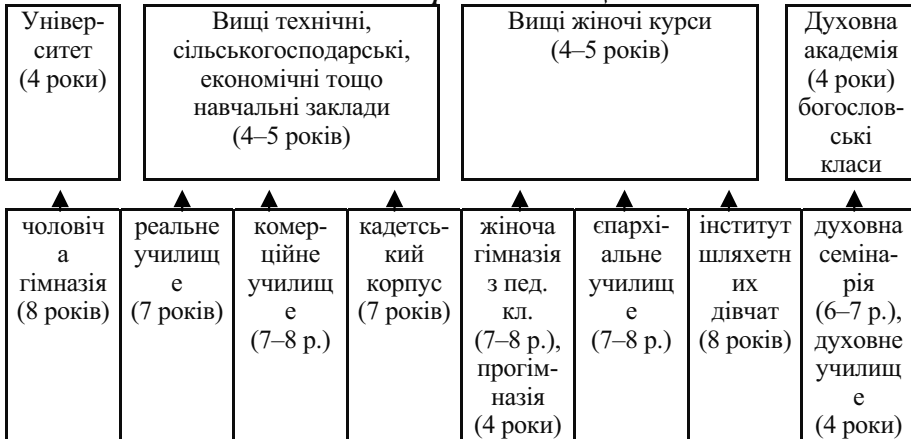 Універ-
ситет
(4 роки)
Вищі технічні,
сільськогосподарські,
економічні тощо
навчальні заклади
(4–5 років)
Вищі жіночі курси
(4–5 років)
Духовна
академія
(4 роки)
богослов-
ські
класи
чоловіч
а
гімназія
(8 років)
реальне
училищ
е
(7 років)
комер-
ційне
училищ
е
(7–8 р.)
кадетсь-
кий
корпус
(7 років)
жіноча
гімназія
з пед.
кл.
(7–8 р.),
прогім-
назія
(4 роки)
єпархі-
альне
училищ
е
(7–8 р.)
інститут
шляхетн
их
дівчат
(8 років)
духовна
семіна-
рія
(6–7 р.),
духовне
училищ
е
(4 роки)